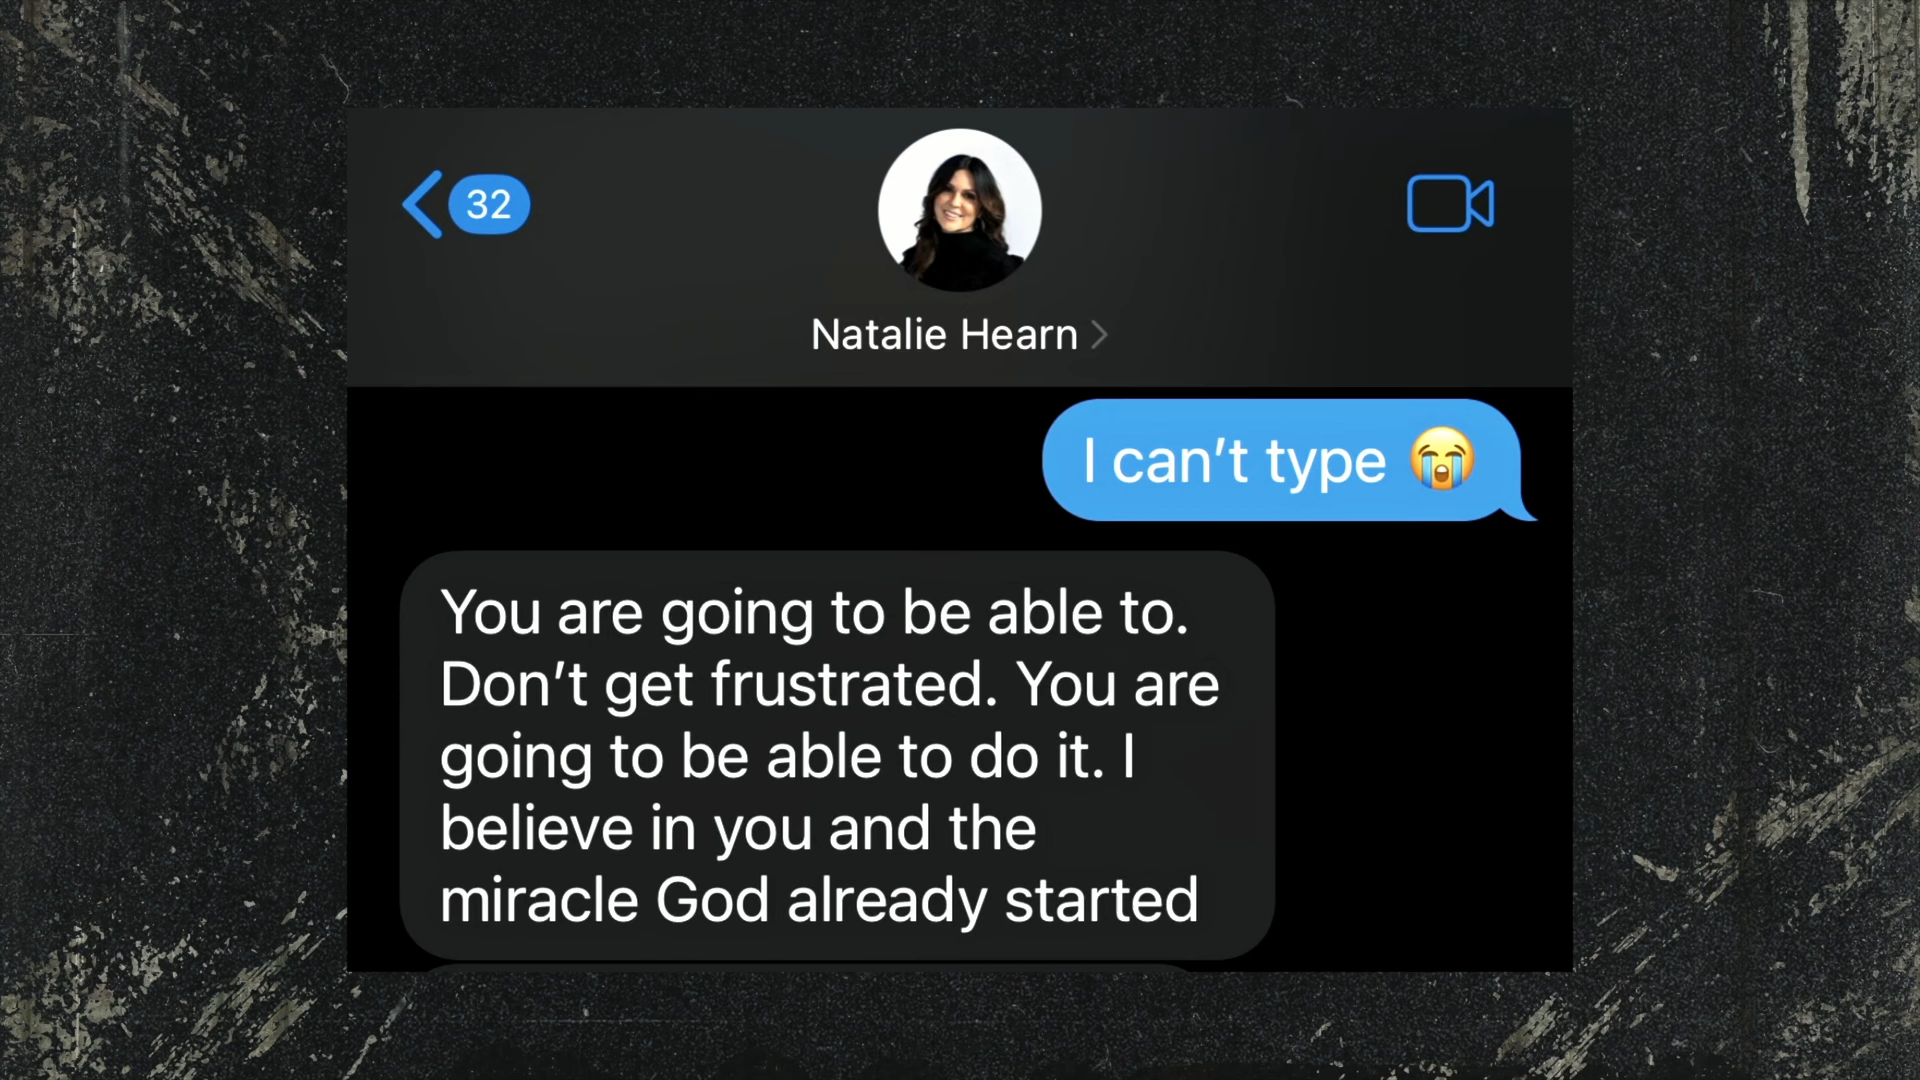 32
Natalie Hearn
I can’t type 😭
You are going to be able to.
Don’t get frustrated. You are
going to be able to do it. I
believe in you and the
miracle God already started